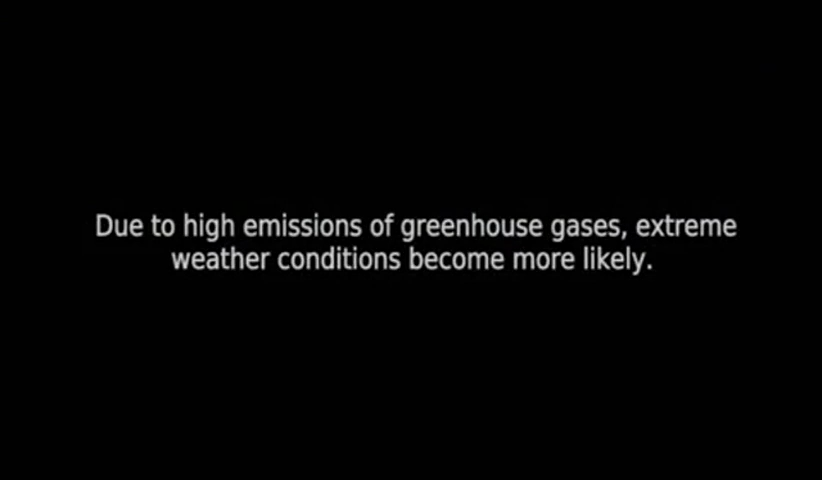 Due to high emissions of greenhouse gases, extreme
weather conditions become more likely.